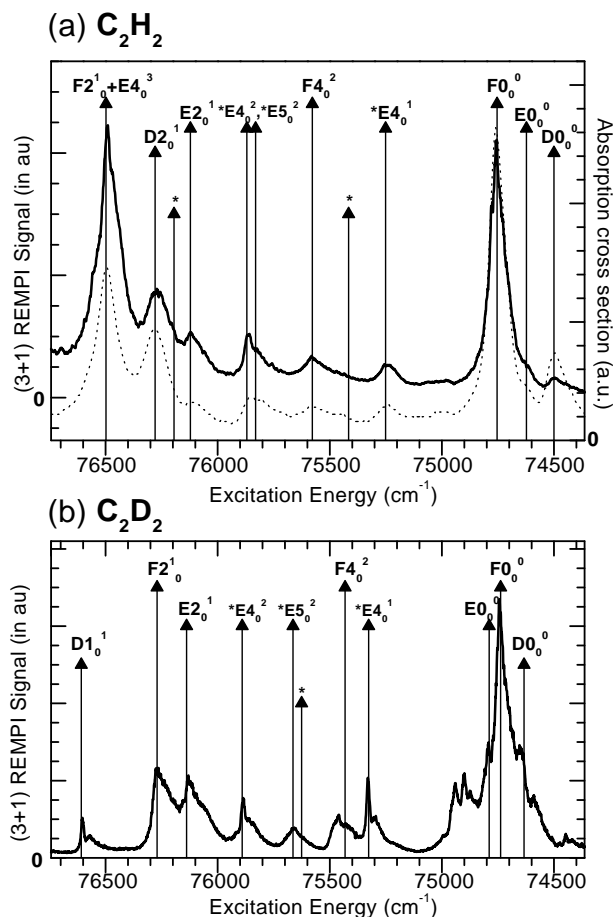 (a) C₂H₂
F2¹₀+E4₀³
D2₀¹
E2₀¹
*E4₀²,*E5₀²
F4₀²
*E4₀¹
F0₀⁰
E0₀⁰
D0₀⁰
*
*
(3+1) REMPI Signal (in au)
Absorption cross section (a.u.)
0
0
76500 76000 75500 75000 74500
Excitation Energy (cm⁻¹)
(b) C₂D₂
D1₀¹
F2¹₀
E2₀¹
*E4₀²
*E5₀²
*
F4₀²
*E4₀¹
E0₀⁰
F0₀⁰
D0₀⁰
(3+1) REMPI Signal (in au)
0
76500 76000 75500 75000 74500
Excitation Energy (cm⁻¹)